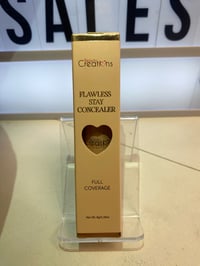 SALES
Creations
FLAWLESS
STAY
CONCEALER
FULL
COVERAGE